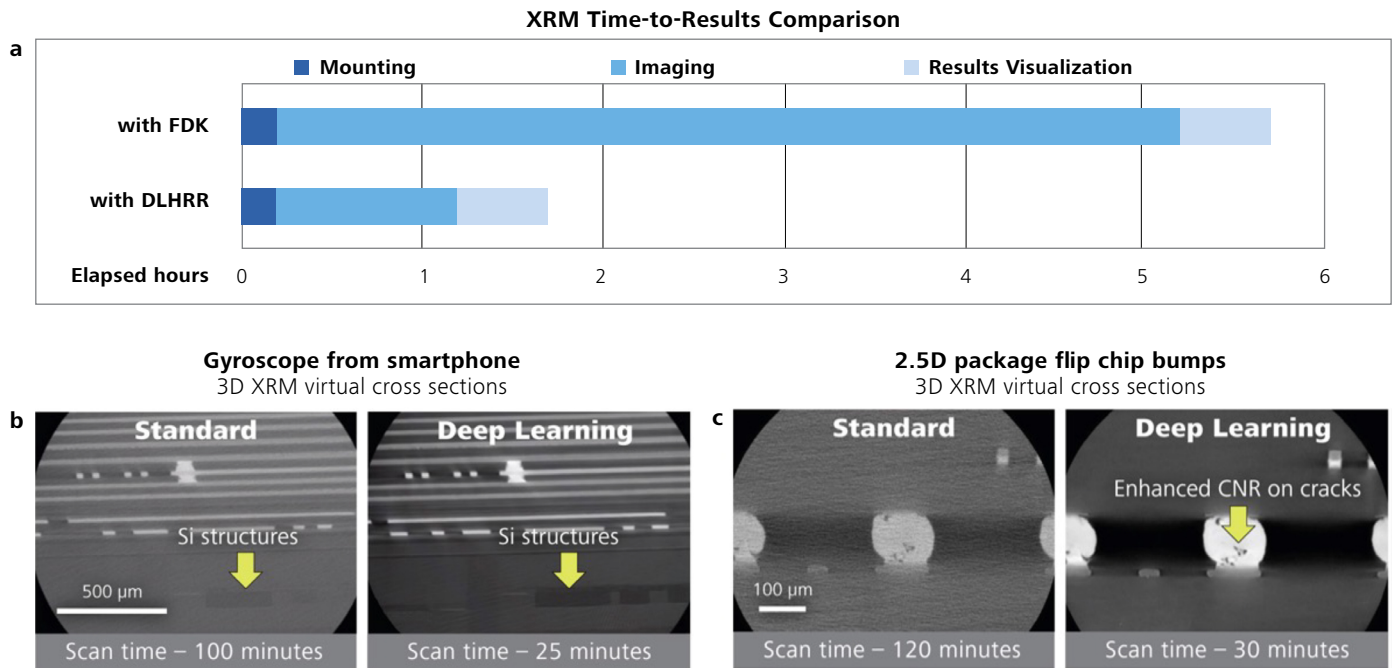 XRM Time-to-Results Comparison
a
Mounting Imaging Results Visualization
with FDK
with DLHRR
Elapsed hours 0 1 2 3 4 5 6
Gyroscope from smartphone
3D XRM virtual cross sections
b
Standard
Si structures
500 µm
Scan time – 100 minutes
Deep Learning
Si structures
Scan time – 25 minutes
2.5D package flip chip bumps
3D XRM virtual cross sections
c
Standard
100 µm
Scan time – 120 minutes
Deep Learning
Enhanced CNR on cracks
Scan time – 30 minutes